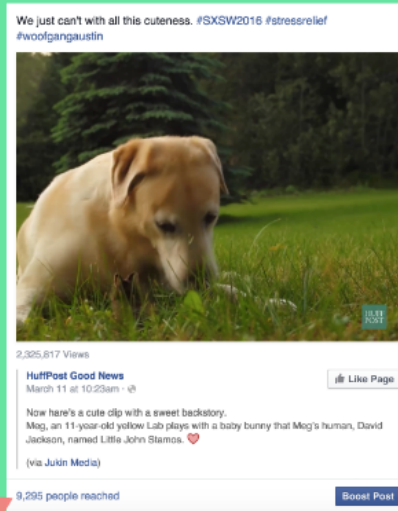 We just can't with all this cuteness. #SXSW2016 #stressrelief
#woofgangaustin
HUFF
POST
2,325,817 Views
HuffPost Good News
March 11 at 10:23am ·
Like Page
Now hare's a cute clip with a sweet backstory.
Meg, an 11-year-old yellow Lab plays with a baby bunny that Meg's human, David
Jackson, named Little John Stamos.
(via Jukin Media)
9,295 people reached
Boost Post